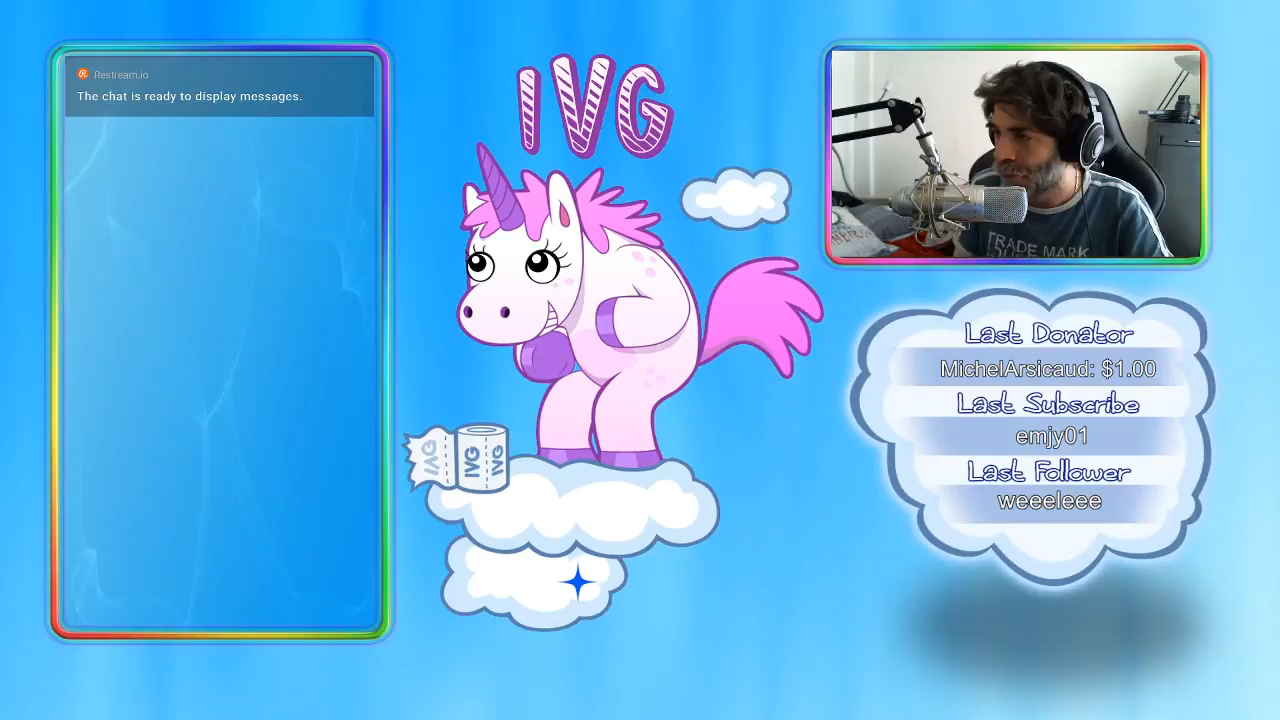 Restream.io
The chat is ready to display messages.
IVG
IVG
IVG
IVG
TRADE MARK
Last Donator
MichelArsicaud: $1.00
Last Subscribe
emjy01
Last Follower
weeeleee